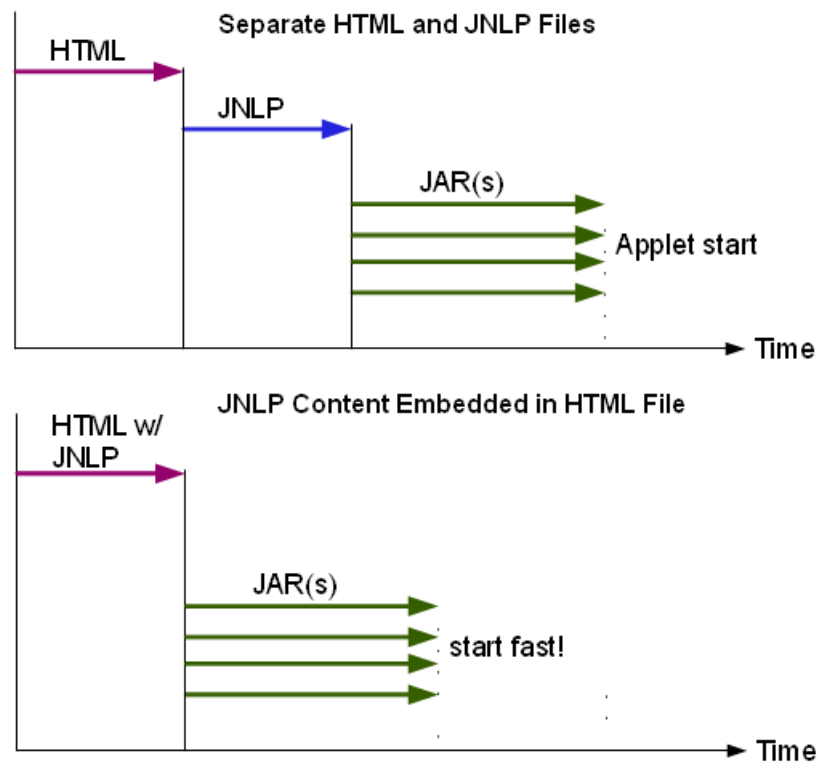 Separate HTML and JNLP Files
HTML
JNLP
JAR(s)
Applet start
Time
JNLP Content Embedded in HTML File
HTML w/
JNLP
JAR(s)
start fast!
Time